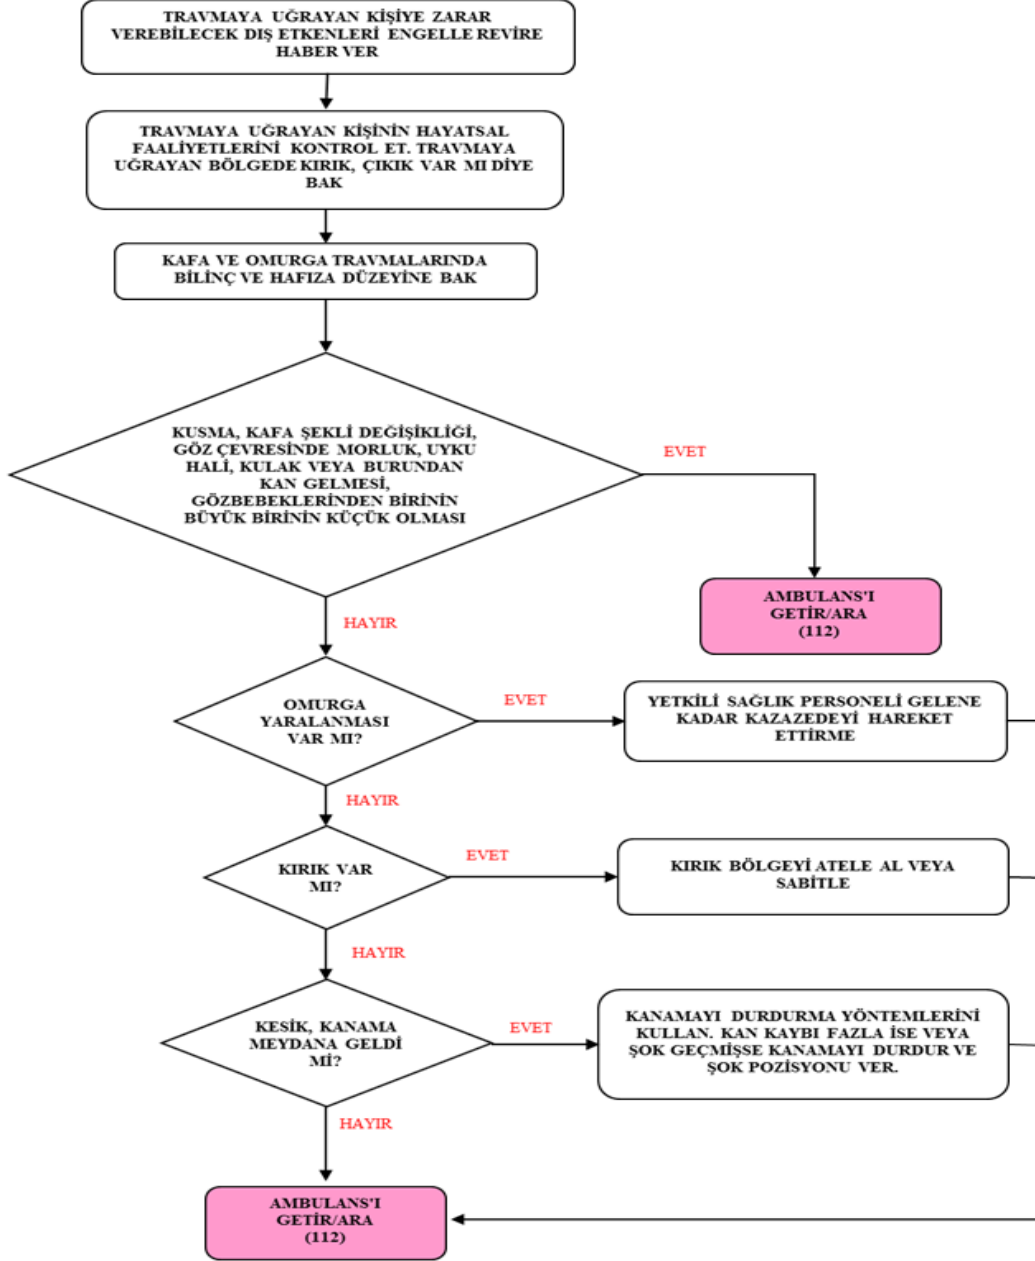 TRAVMAYA UĞRAYAN KİŞİYE ZARAR
VEREBİLECEK DIŞ ETKENLERİ ENGELLE REVİRE
HABER VER
TRAVMAYA UĞRAYAN KİŞİNİN HAYATSAL
FAALİYETLERİNİ KONTROL ET. TRAVMAYA
UĞRAYAN BÖLGEDE KIRIK, ÇIKIK VAR MI DİYE
BAK
KAFA VE OMURGA TRAVMALARINDA
BİLİNÇ VE HAFIZA DÜZEYİNE BAK
KUSMA, KAFA ŞEKLİ DEĞİŞİKLİĞİ,
GÖZ ÇEVRESİNDE MORLUK, UYKU
HALİ, KULAK VEYA BURUNDAN
KAN GELMESİ,
GÖZBEBEKLERİNDEN BİRİNİN
BÜYÜK BİRİNİN KÜÇÜK OLMASI
EVET
AMBULANS'I
GETİR/ARA
(112)
HAYIR
OMURGA
YARALANMASI
VAR MI?
EVET
YETKİLİ SAĞLIK PERSONELİ GELENE
KADAR KAZAZEDEYİ HAREKET
ETTİRME
HAYIR
KIRIK VAR
MI?
EVET
KIRIK BÖLGEYİ ATELE AL VEYA
SABİTLE
HAYIR
KESİK, KANAMA
MEYDANA GELDİ
Mİ?
EVET
KANAMAYI DURDURMA YÖNTEMLERİNİ
KULLAN. KAN KAYBI FAZLA İSE VEYA
ŞOK GEÇMİŞSE KANAMAYI DURDUR VE
ŞOK POZİSYONU VER.
HAYIR
AMBULANS'I
GETİR/ARA
(112)